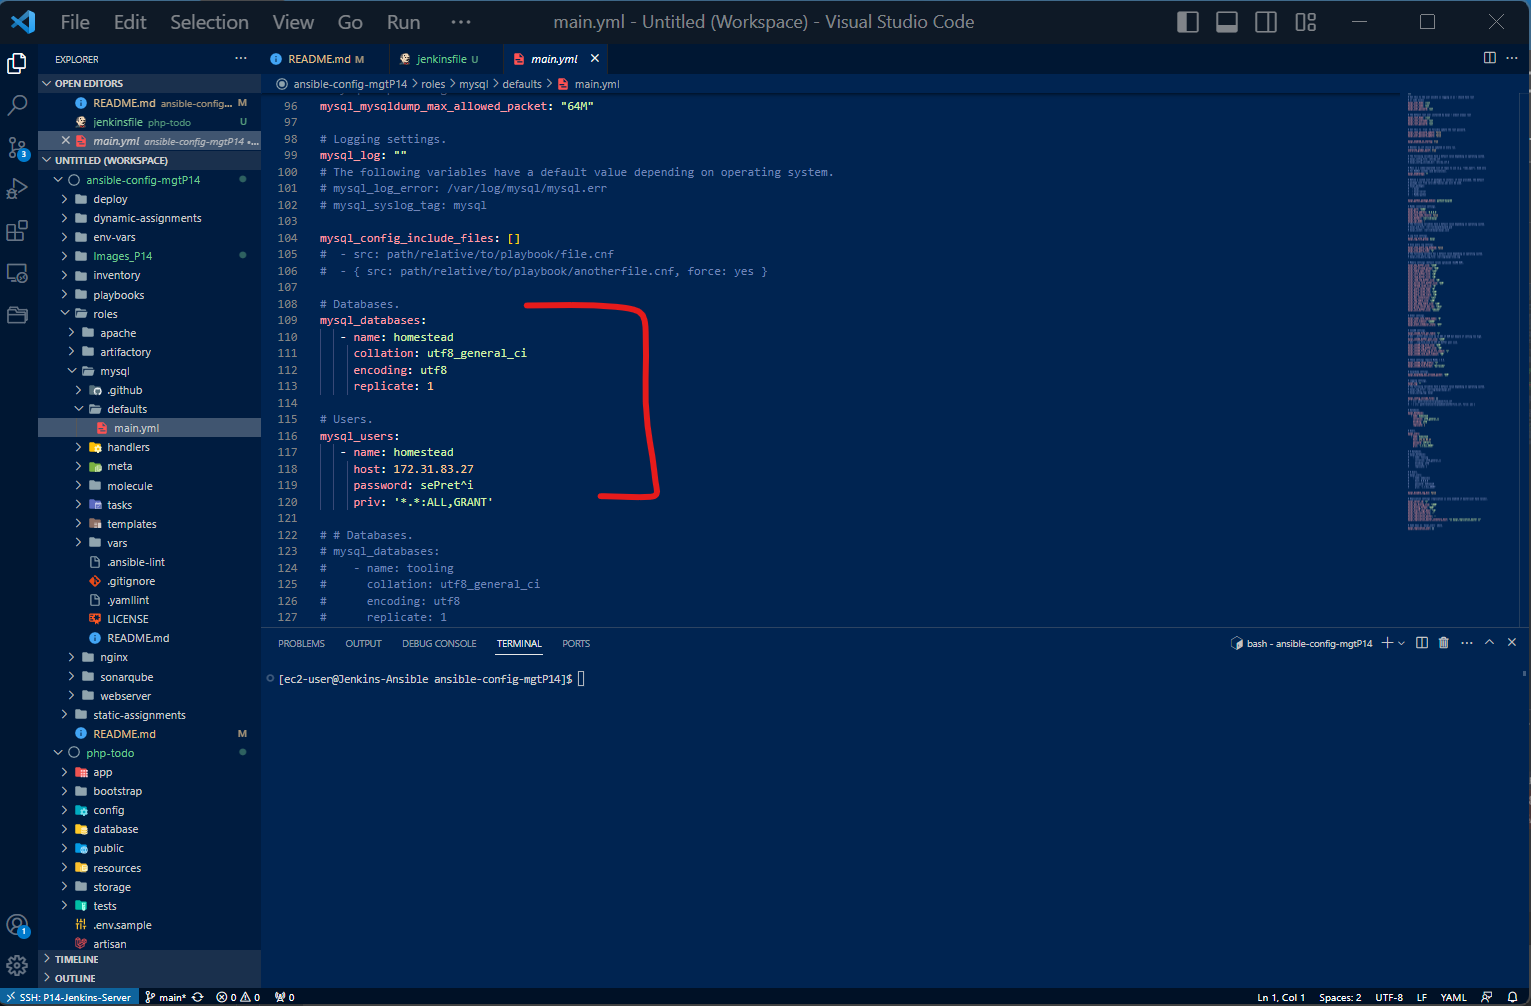 File Edit Selection View Go Run ··· main.yml - Untitled (Workspace) - Visual Studio Code
EXPLORER ···
README.md M jenkinsfile U main.yml
ansible-config-mgtP14 > roles > mysql > defaults > main.yml
OPEN EDITORS
README.md ansible-config... M
jenkinsfile php-todo U
main.yml ansible-config-mgtP14 •...
UNTITLED (WORKSPACE)
ansible-config-mgtP14
deploy
dynamic-assignments
env-vars
Images_P14
inventory
playbooks
roles
apache
artifactory
mysql
.github
defaults
main.yml
handlers
meta
molecule
tasks
templates
vars
.ansible-lint
.gitignore
.yamllint
LICENSE
README.md
nginx
sonarqube
webserver
static-assignments
README.md M
php-todo
app
bootstrap
config
database
public
resources
storage
tests
.env.sample
artisan
TIMELINE
OUTLINE
96 mysql_mysqldump_max_allowed_packet: "64M"
97
98 # Logging settings.
99 mysql_log: ""
100 # The following variables have a default value depending on operating system.
101 # mysql_log_error: /var/log/mysql/mysql.err
102 # mysql_syslog_tag: mysql
103
104 mysql_config_include_files: []
105 #  - src: path/relative/to/playbook/file.cnf
106 #  - { src: path/relative/to/playbook/anotherfile.cnf, force: yes }
107
108 # Databases.
109 mysql_databases:
110    - name: homestead
111      collation: utf8_general_ci
112      encoding: utf8
113      replicate: 1
114
115 # Users.
116 mysql_users:
117    - name: homestead
118      host: 172.31.83.27
119      password: sePret^i
120      priv: '*.*:ALL,GRANT'
121
122 # # Databases.
123 # mysql_databases:
124 #    - name: tooling
125 #      collation: utf8_general_ci
126 #      encoding: utf8
127 #      replicate: 1
PROBLEMS OUTPUT DEBUG CONSOLE TERMINAL PORTS bash - ansible-config-mgtP14
[ec2-user@Jenkins-Ansible ansible-config-mgtP14]$
3
1
SSH: P14-Jenkins-Server main* 0 0 0 Ln 1, Col 1 Spaces: 2 UTF-8 LF YAML